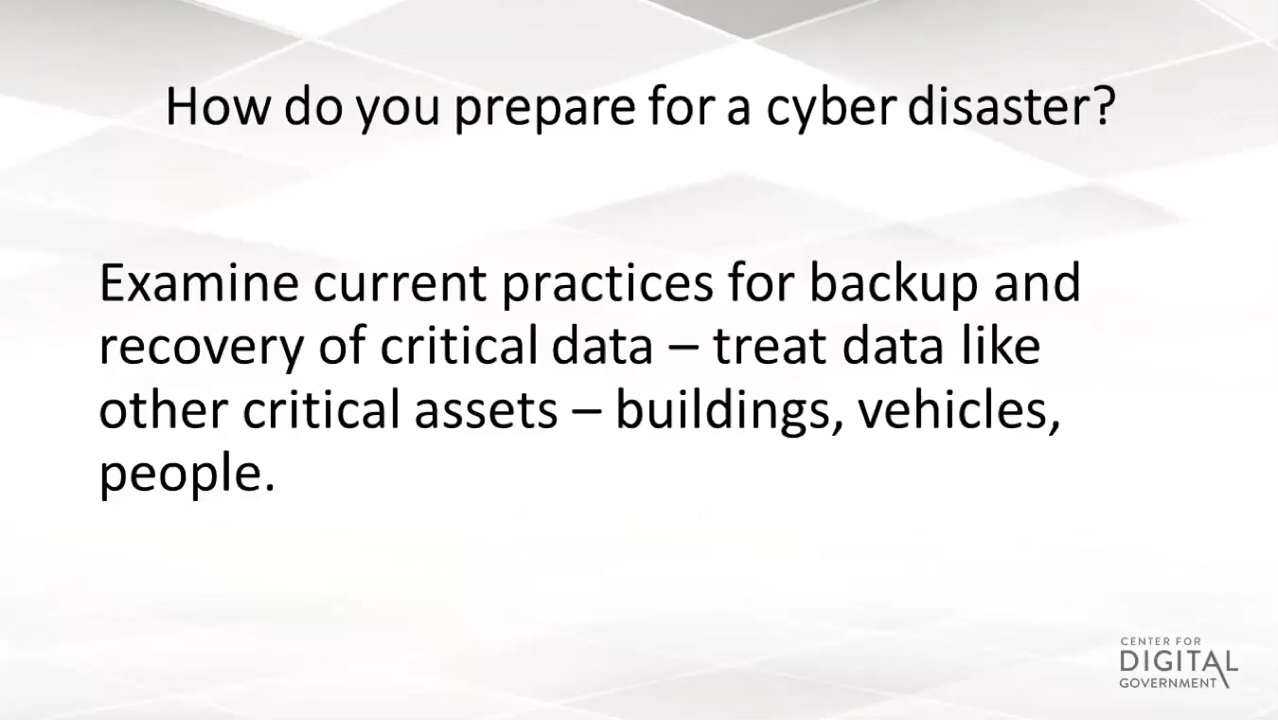 How do you prepare for a cyber disaster?
Examine current practices for backup and
recovery of critical data – treat data like
other critical assets – buildings, vehicles,
people.
CENTER FOR
DIGITAL
GOVERNMENT